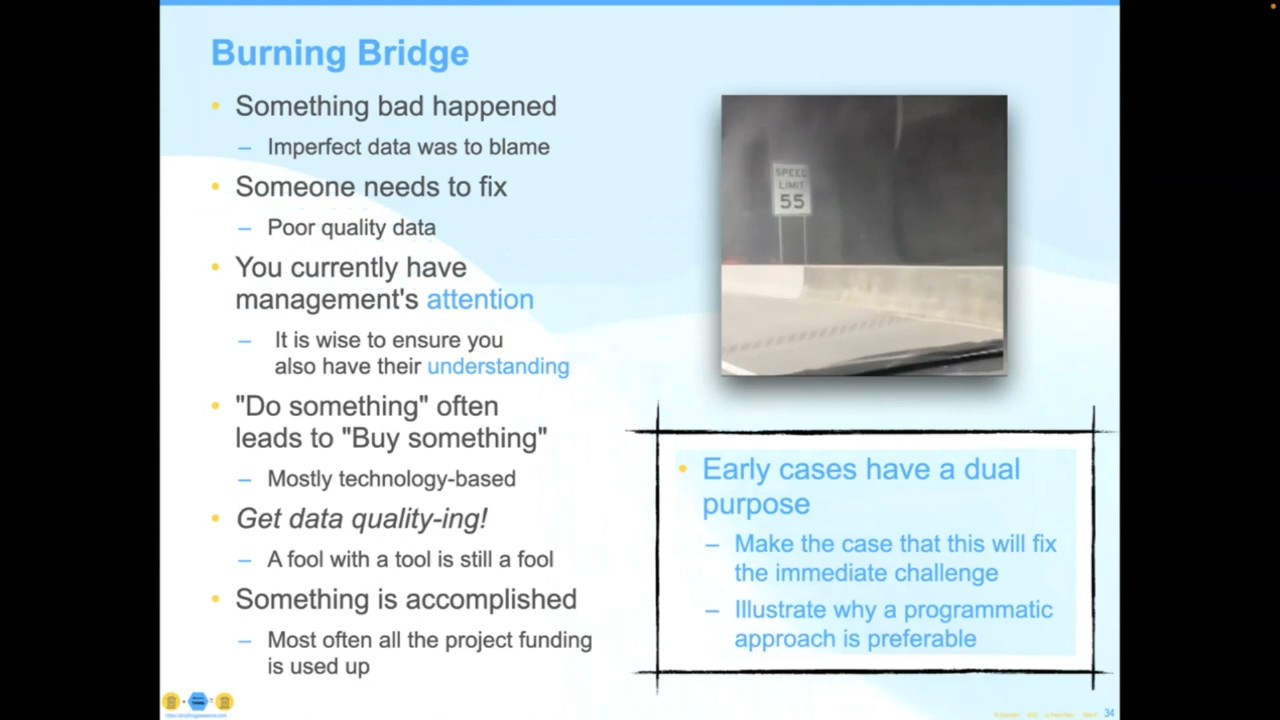 Burning Bridge
• Something bad happened
– Imperfect data was to blame
• Someone needs to fix
– Poor quality data
• You currently have
management's attention
– It is wise to ensure you
also have their understanding
• "Do something" often
leads to "Buy something"
– Mostly technology-based
• Get data quality-ing!
– A fool with a tool is still a fool
• Something is accomplished
– Most often all the project funding
is used up
SPEED
LIMIT
55
• Early cases have a dual
purpose
– Make the case that this will fix
the immediate challenge
– Illustrate why a programmatic
approach is preferable
34